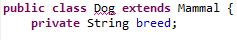 public class Dog extends Mammal {
    private String breed;